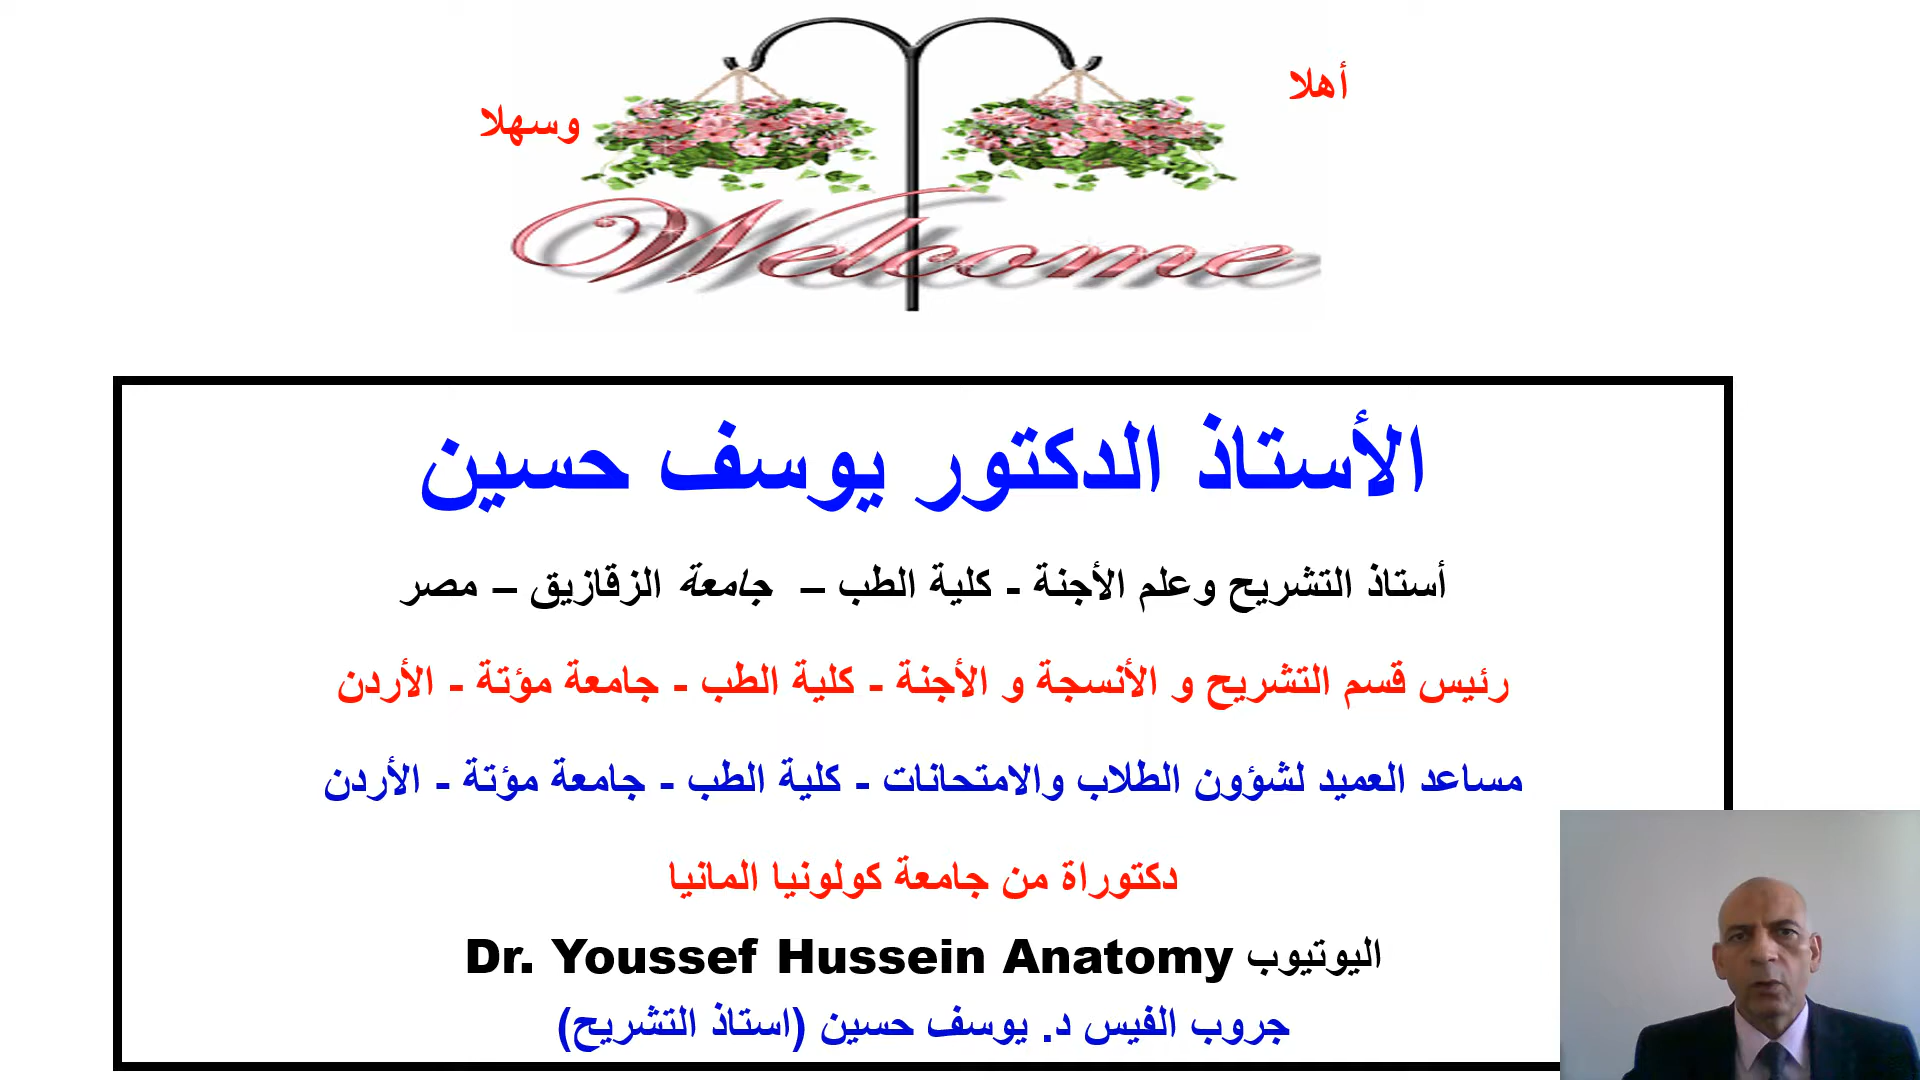 أهلا
وسهلا
Welcome
الأستاذ الدكتور يوسف حسين
أستاذ التشريح وعلم الأجنة - كلية الطب – جامعة الزقازيق – مصر
رئيس قسم التشريح و الأنسجة و الأجنة - كلية الطب - جامعة مؤتة - الأردن
مساعد العميد لشؤون الطلاب والامتحانات - كلية الطب - جامعة مؤتة - الأردن
دكتوراة من جامعة كولونيا المانيا
اليوتيوب Dr. Youssef Hussein Anatomy
جروب الفيس د. يوسف حسين (استاذ التشريح)